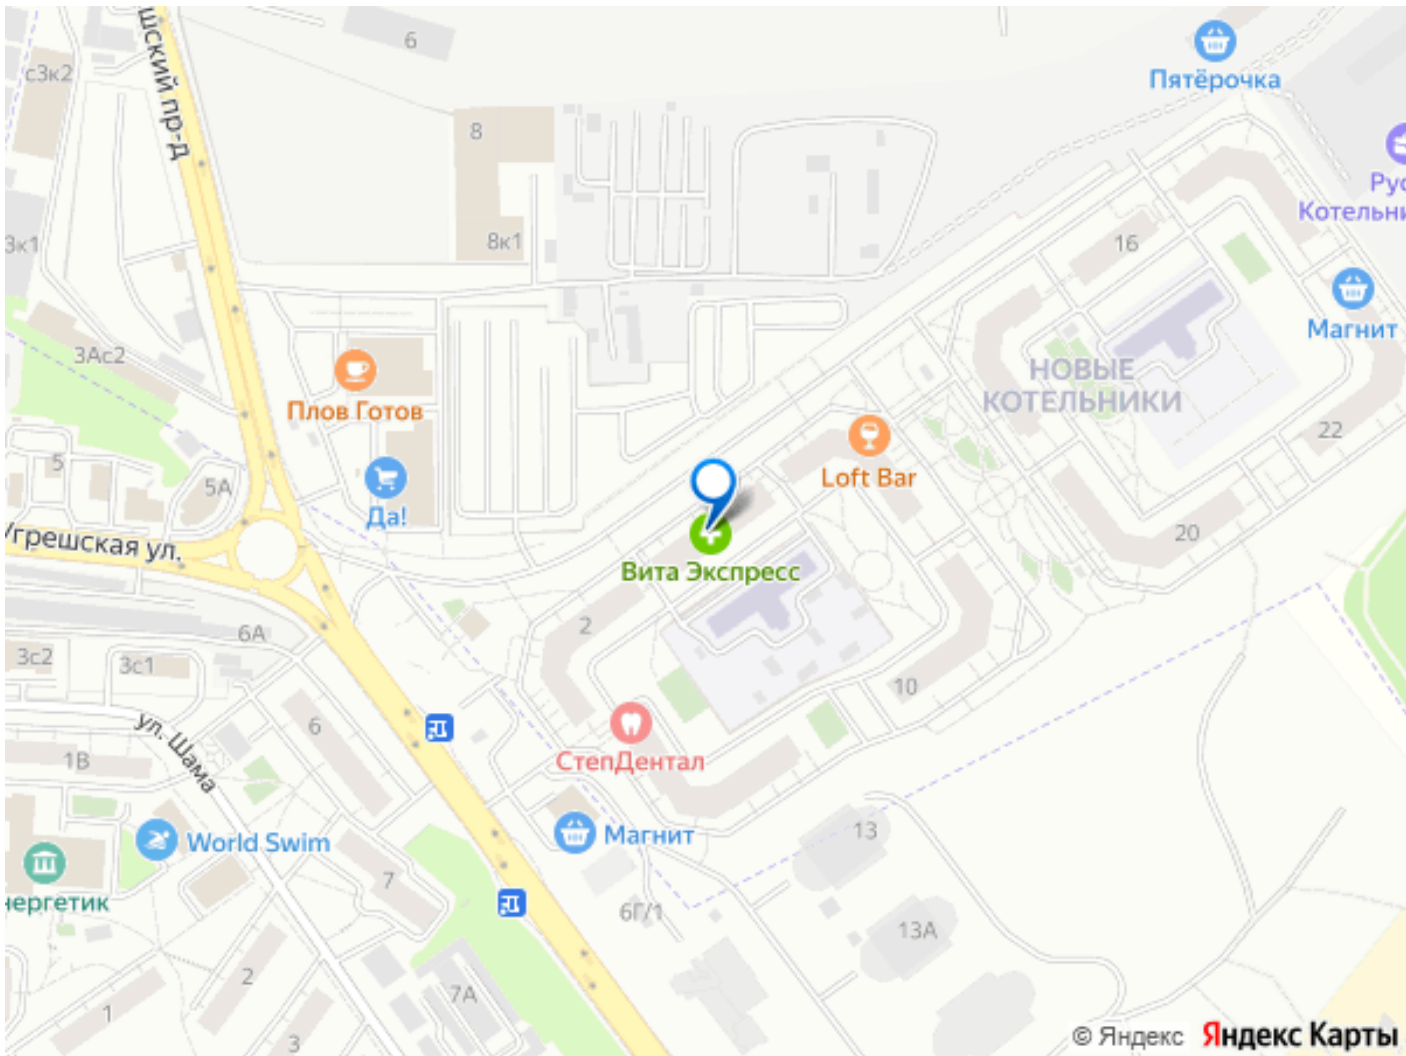 шский пр-д
6
Пятёрочка
с3к2
8
Рус
Котельни
3к1
8к1
16
Магнит
3Ас2
НОВЫЕ
КОТЕЛЬНИКИ
Плов Готов
22
5
5А
Да!
Loft Bar
20
Угрешская ул.
Вита Экспресс
6А
2
3с2
3с1
10
ул. Шама
6
1В
СтепДентал
World Swim
Магнит
13
нергетик
7
6Г/1
13А
2
7А
1
3
© Яндекс Яндекс Карты